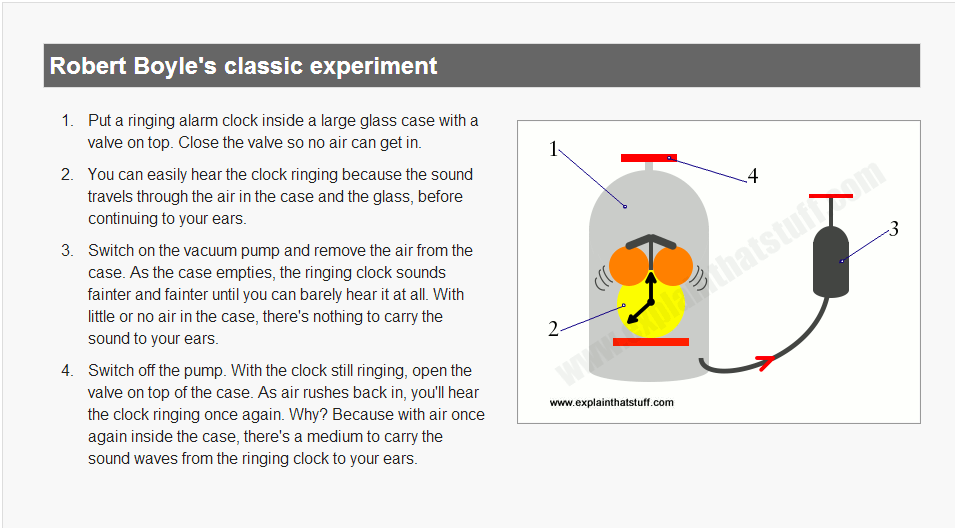 Robert Boyle's classic experiment
1. Put a ringing alarm clock inside a large glass case with a
valve on top. Close the valve so no air can get in.
2. You can easily hear the clock ringing because the sound
travels through the air in the case and the glass, before
continuing to your ears.
3. Switch on the vacuum pump and remove the air from the
case. As the case empties, the ringing clock sounds
fainter and fainter until you can barely hear it at all. With
little or no air in the case, there's nothing to carry the
sound to your ears.
4. Switch off the pump. With the clock still ringing, open the
valve on top of the case. As air rushes back in, you'll hear
the clock ringing once again. Why? Because with air once
again inside the case, there's a medium to carry the
sound waves from the ringing clock to your ears.
1
4
3
2
www.explainthatstuff.com
www.explainthatstuff.com